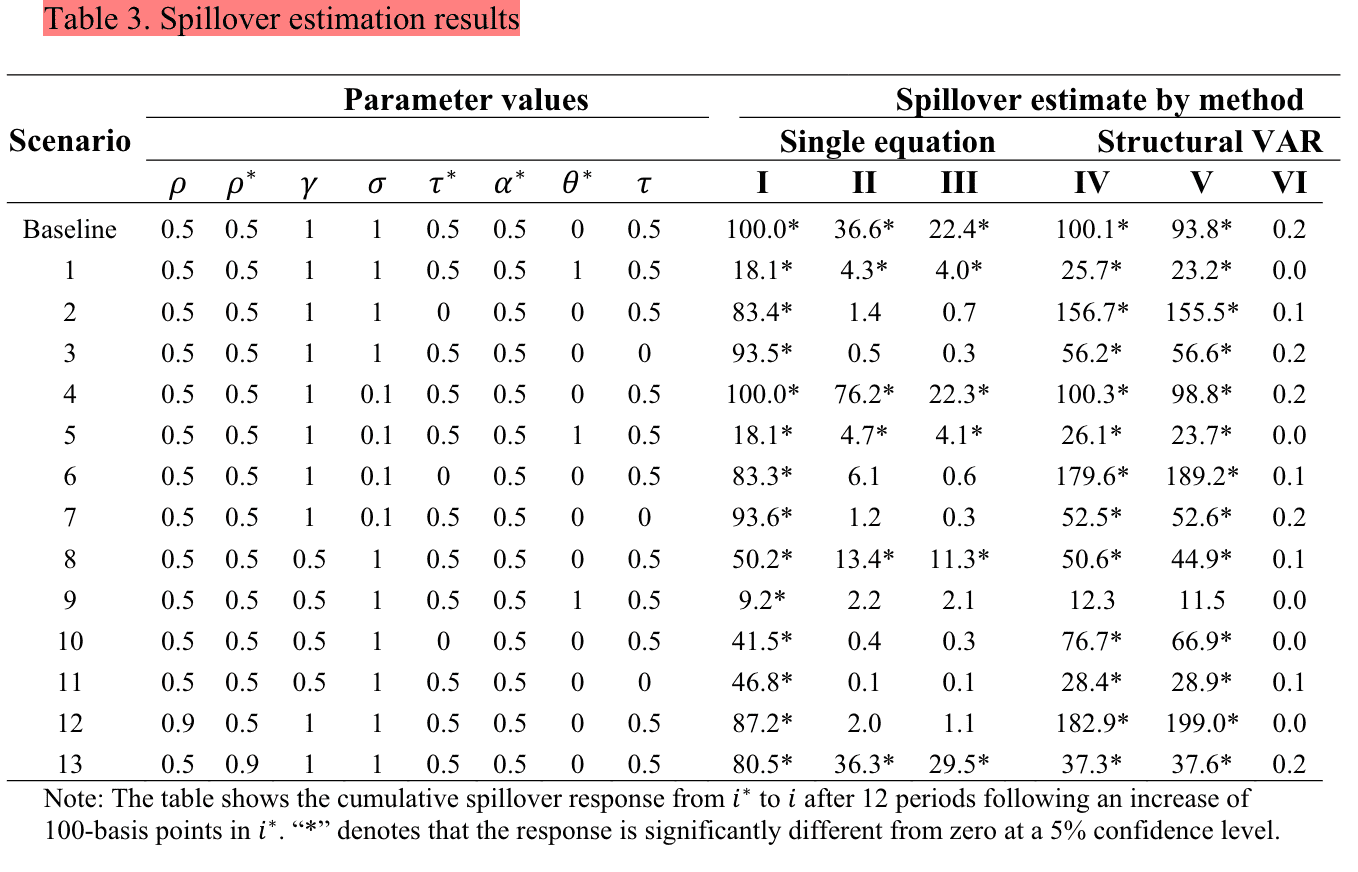 Table 3. Spillover estimation results
Parameter values Spillover estimate by method
Scenario Single equation Structural VAR
ρ ρ* γ σ τ* α* θ* τ I II III IV V VI
Baseline 0.5 0.5 1 1 0.5 0.5 0 0.5 100.0* 36.6* 22.4* 100.1* 93.8* 0.2
1 0.5 0.5 1 1 0.5 0.5 1 0.5 18.1* 4.3* 4.0* 25.7* 23.2* 0.0
2 0.5 0.5 1 1 0 0.5 0 0.5 83.4* 1.4 0.7 156.7* 155.5* 0.1
3 0.5 0.5 1 1 0.5 0.5 0 0 93.5* 0.5 0.3 56.2* 56.6* 0.2
4 0.5 0.5 1 0.1 0.5 0.5 0 0.5 100.0* 76.2* 22.3* 100.3* 98.8* 0.2
5 0.5 0.5 1 0.1 0.5 0.5 1 0.5 18.1* 4.7* 4.1* 26.1* 23.7* 0.0
6 0.5 0.5 1 0.1 0 0.5 0 0.5 83.3* 6.1 0.6 179.6* 189.2* 0.1
7 0.5 0.5 1 0.1 0.5 0.5 0 0 93.6* 1.2 0.3 52.5* 52.6* 0.2
8 0.5 0.5 0.5 1 0.5 0.5 0 0.5 50.2* 13.4* 11.3* 50.6* 44.9* 0.1
9 0.5 0.5 0.5 1 0.5 0.5 1 0.5 9.2* 2.2 2.1 12.3 11.5 0.0
10 0.5 0.5 0.5 1 0 0.5 0 0.5 41.5* 0.4 0.3 76.7* 66.9* 0.0
11 0.5 0.5 0.5 1 0.5 0.5 0 0 46.8* 0.1 0.1 28.4* 28.9* 0.1
12 0.9 0.5 1 1 0.5 0.5 0 0.5 87.2* 2.0 1.1 182.9* 199.0* 0.0
13 0.5 0.9 1 1 0.5 0.5 0 0.5 80.5* 36.3* 29.5* 37.3* 37.6* 0.2
Note: The table shows the cumulative spillover response from i* to i after 12 periods following an increase of
100-basis points in i*. “*” denotes that the response is significantly different from zero at a 5% confidence level.